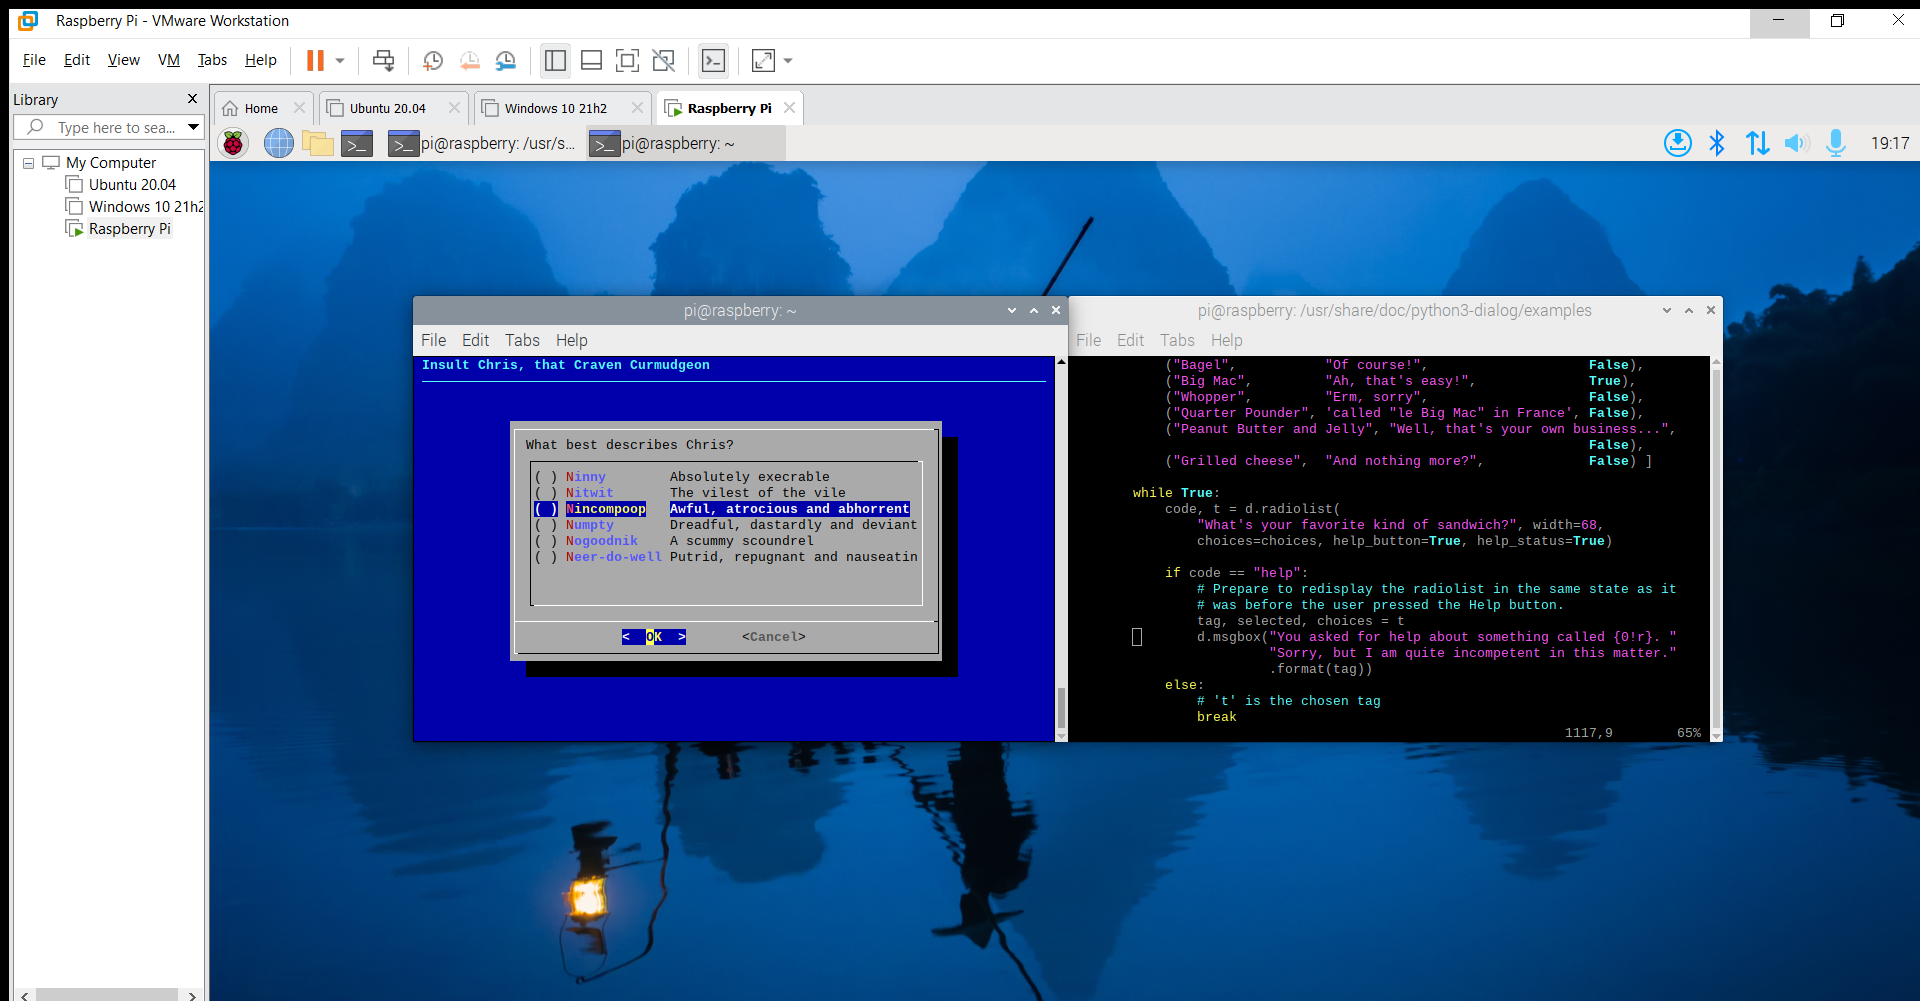 Raspberry Pi - VMware Workstation
File Edit View VM Tabs Help
Library
Type here to sea...
My Computer
Ubuntu 20.04
Windows 10 21h2
Raspberry Pi
Home Ubuntu 20.04 Windows 10 21h2 Raspberry Pi
>_ >_ pi@raspberry: /usr/s... >_ pi@raspberry: ~ 19:17
pi@raspberry: ~
File Edit Tabs Help
Insult Chris, that Craven Curmudgeon
What best describes Chris?
( ) Ninny Absolutely execrable
( ) Nitwit The vilest of the vile
( ) Nincompoop Awful, atrocious and abhorrent
( ) Numpty Dreadful, dastardly and deviant
( ) Nogoodnik A scummy scoundrel
( ) Neer-do-well Putrid, repugnant and nauseatin
< OK > <Cancel>
pi@raspberry: /usr/share/doc/python3-dialog/examples
File Edit Tabs Help
("Bagel", "Of course!", False),
("Big Mac", "Ah, that's easy!", True),
("Whopper", "Erm, sorry", False),
("Quarter Pounder", 'called "le Big Mac" in France', False),
("Peanut Butter and Jelly", "Well, that's your own business...",
False),
("Grilled cheese", "And nothing more?", False) ]
while True:
code, t = d.radiolist(
"What's your favorite kind of sandwich?", width=68,
choices=choices, help_button=True, help_status=True)
if code == "help":
# Prepare to redisplay the radiolist in the same state as it
# was before the user pressed the Help button.
tag, selected, choices = t
d.msgbox("You asked for help about something called {0!r}. "
"Sorry, but I am quite incompetent in this matter."
.format(tag))
else:
# 't' is the chosen tag
break
1117,9 65%